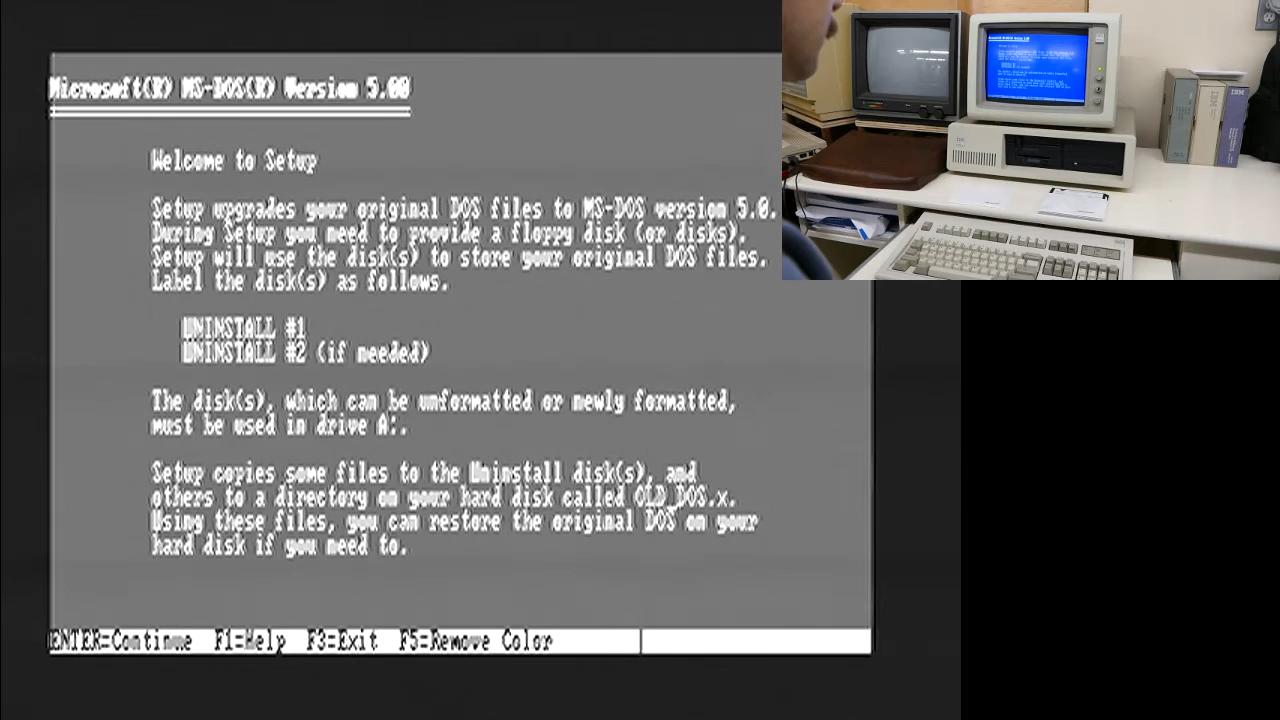 Microsoft(R) MS-DOS(R) Version 5.00
Welcome to Setup
Setup upgrades your original DOS files to MS-DOS version 5.0.
During Setup you need to provide a floppy disk (or disks).
Setup will use the disk(s) to store your original DOS files.
Label the disk(s) as follows.
UNINSTALL #1
UNINSTALL #2 (if needed)
The disk(s), which can be unformatted or newly formatted,
must be used in drive A:.
Setup copies some files to the Uninstall disk(s), and
others to a directory on your hard disk called OLD_DOS.x.
Using these files, you can restore the original DOS on your
hard disk if you need to.
ENTER=Continue F1=Help F3=Exit F5=Remove Color
IBM
IBM